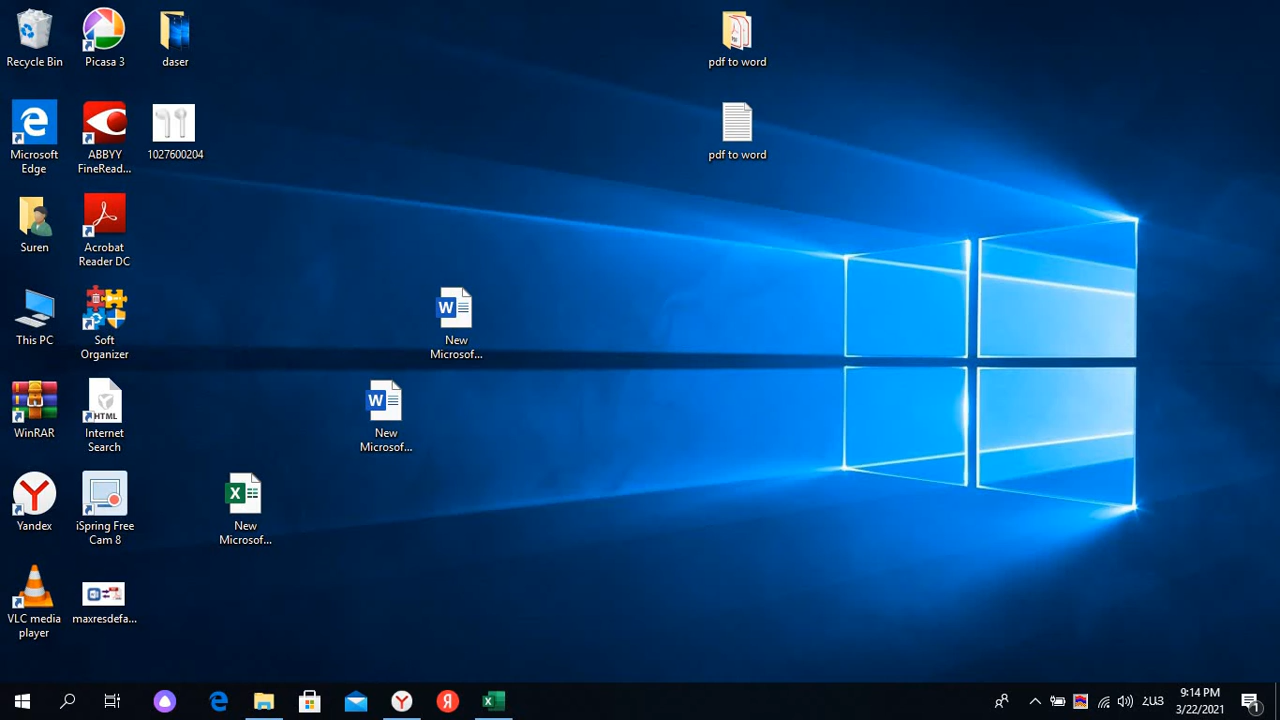 Recycle Bin
Picasa 3
daser
pdf to word
Microsoft
Edge
ABBYY
FineRead...
1027600204
pdf to word
Suren
Acrobat
Reader DC
This PC
Soft
Organizer
New
Microsof...
WinRAR
HTML
Internet
Search
New
Microsof...
Yandex
iSpring Free
Cam 8
New
Microsof...
VLC media
player
maxresdefa...
ՀԱՅ
9:14 PM
3/22/2021
1